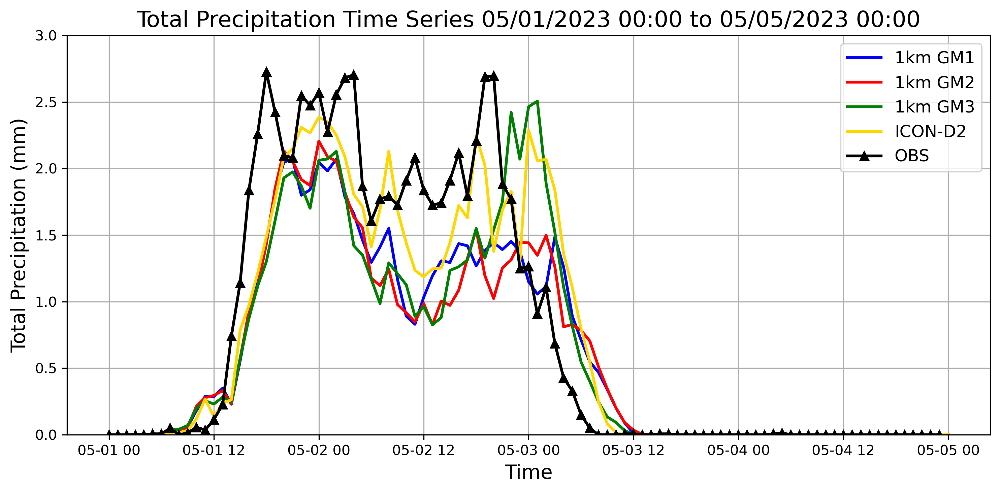 Total Precipitation Time Series 05/01/2023 00:00 to 05/05/2023 00:00
Total Precipitation (mm)
3.0
2.5
2.0
1.5
1.0
0.5
0.0
1km GM1
1km GM2
1km GM3
ICON-D2
OBS
05-01 00 05-01 12 05-02 00 05-02 12 05-03 00 05-03 12 05-04 00 05-04 12 05-05 00
Time